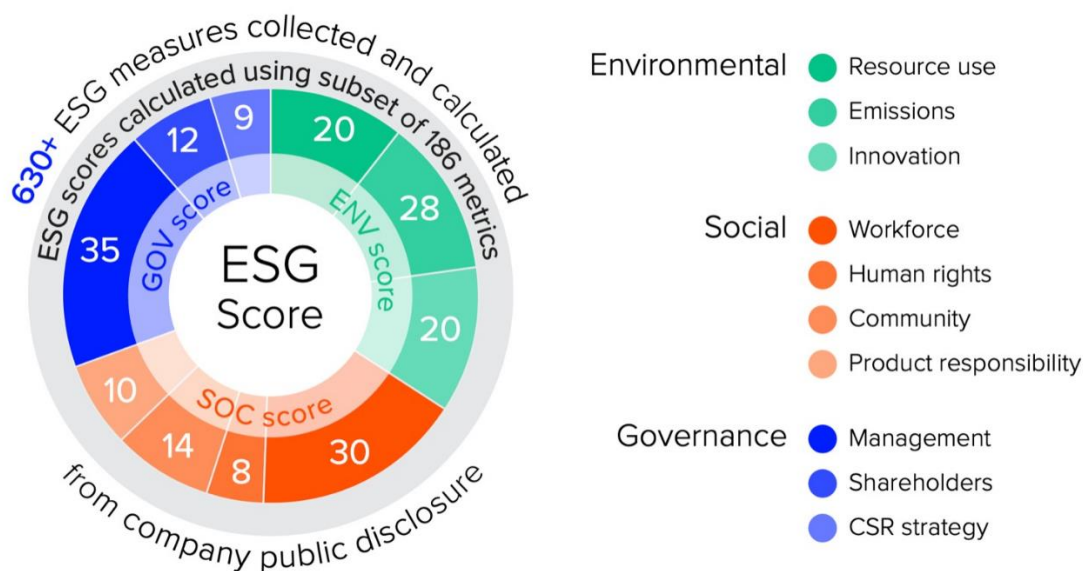 630+ ESG measures collected and calculated
from company public disclosure
ESG scores calculated using subset of 186 metrics
ENV score
SOC score
GOV score
20
28
20
30
8
14
10
35
12
9
ESG
Score
Environmental
Resource use
Emissions
Innovation
Social
Workforce
Human rights
Community
Product responsibility
Governance
Management
Shareholders
CSR strategy